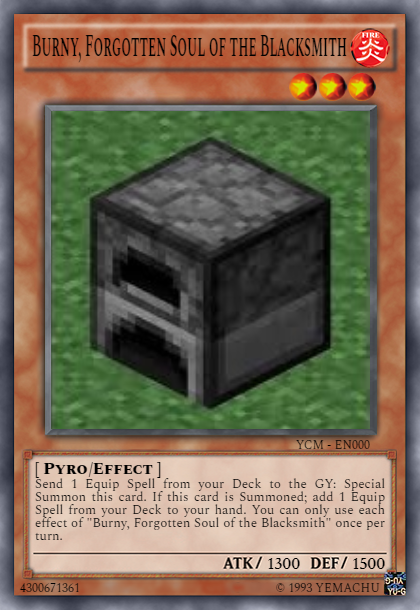 BURNY, FORGOTTEN SOUL OF THE BLACKSMITH
FIRE
炎
YCM - EN000
[ PYRO/EFFECT ]
Send 1 Equip Spell from your Deck to the GY: Special
Summon this card. If this card is Summoned; add 1 Equip
Spell from your Deck to your hand. You can only use each
effect of "Burny, Forgotten Soul of the Blacksmith" once per
turn.
ATK/ 1300 DEF/ 1500
4300671361
© 1993 YEMACHU